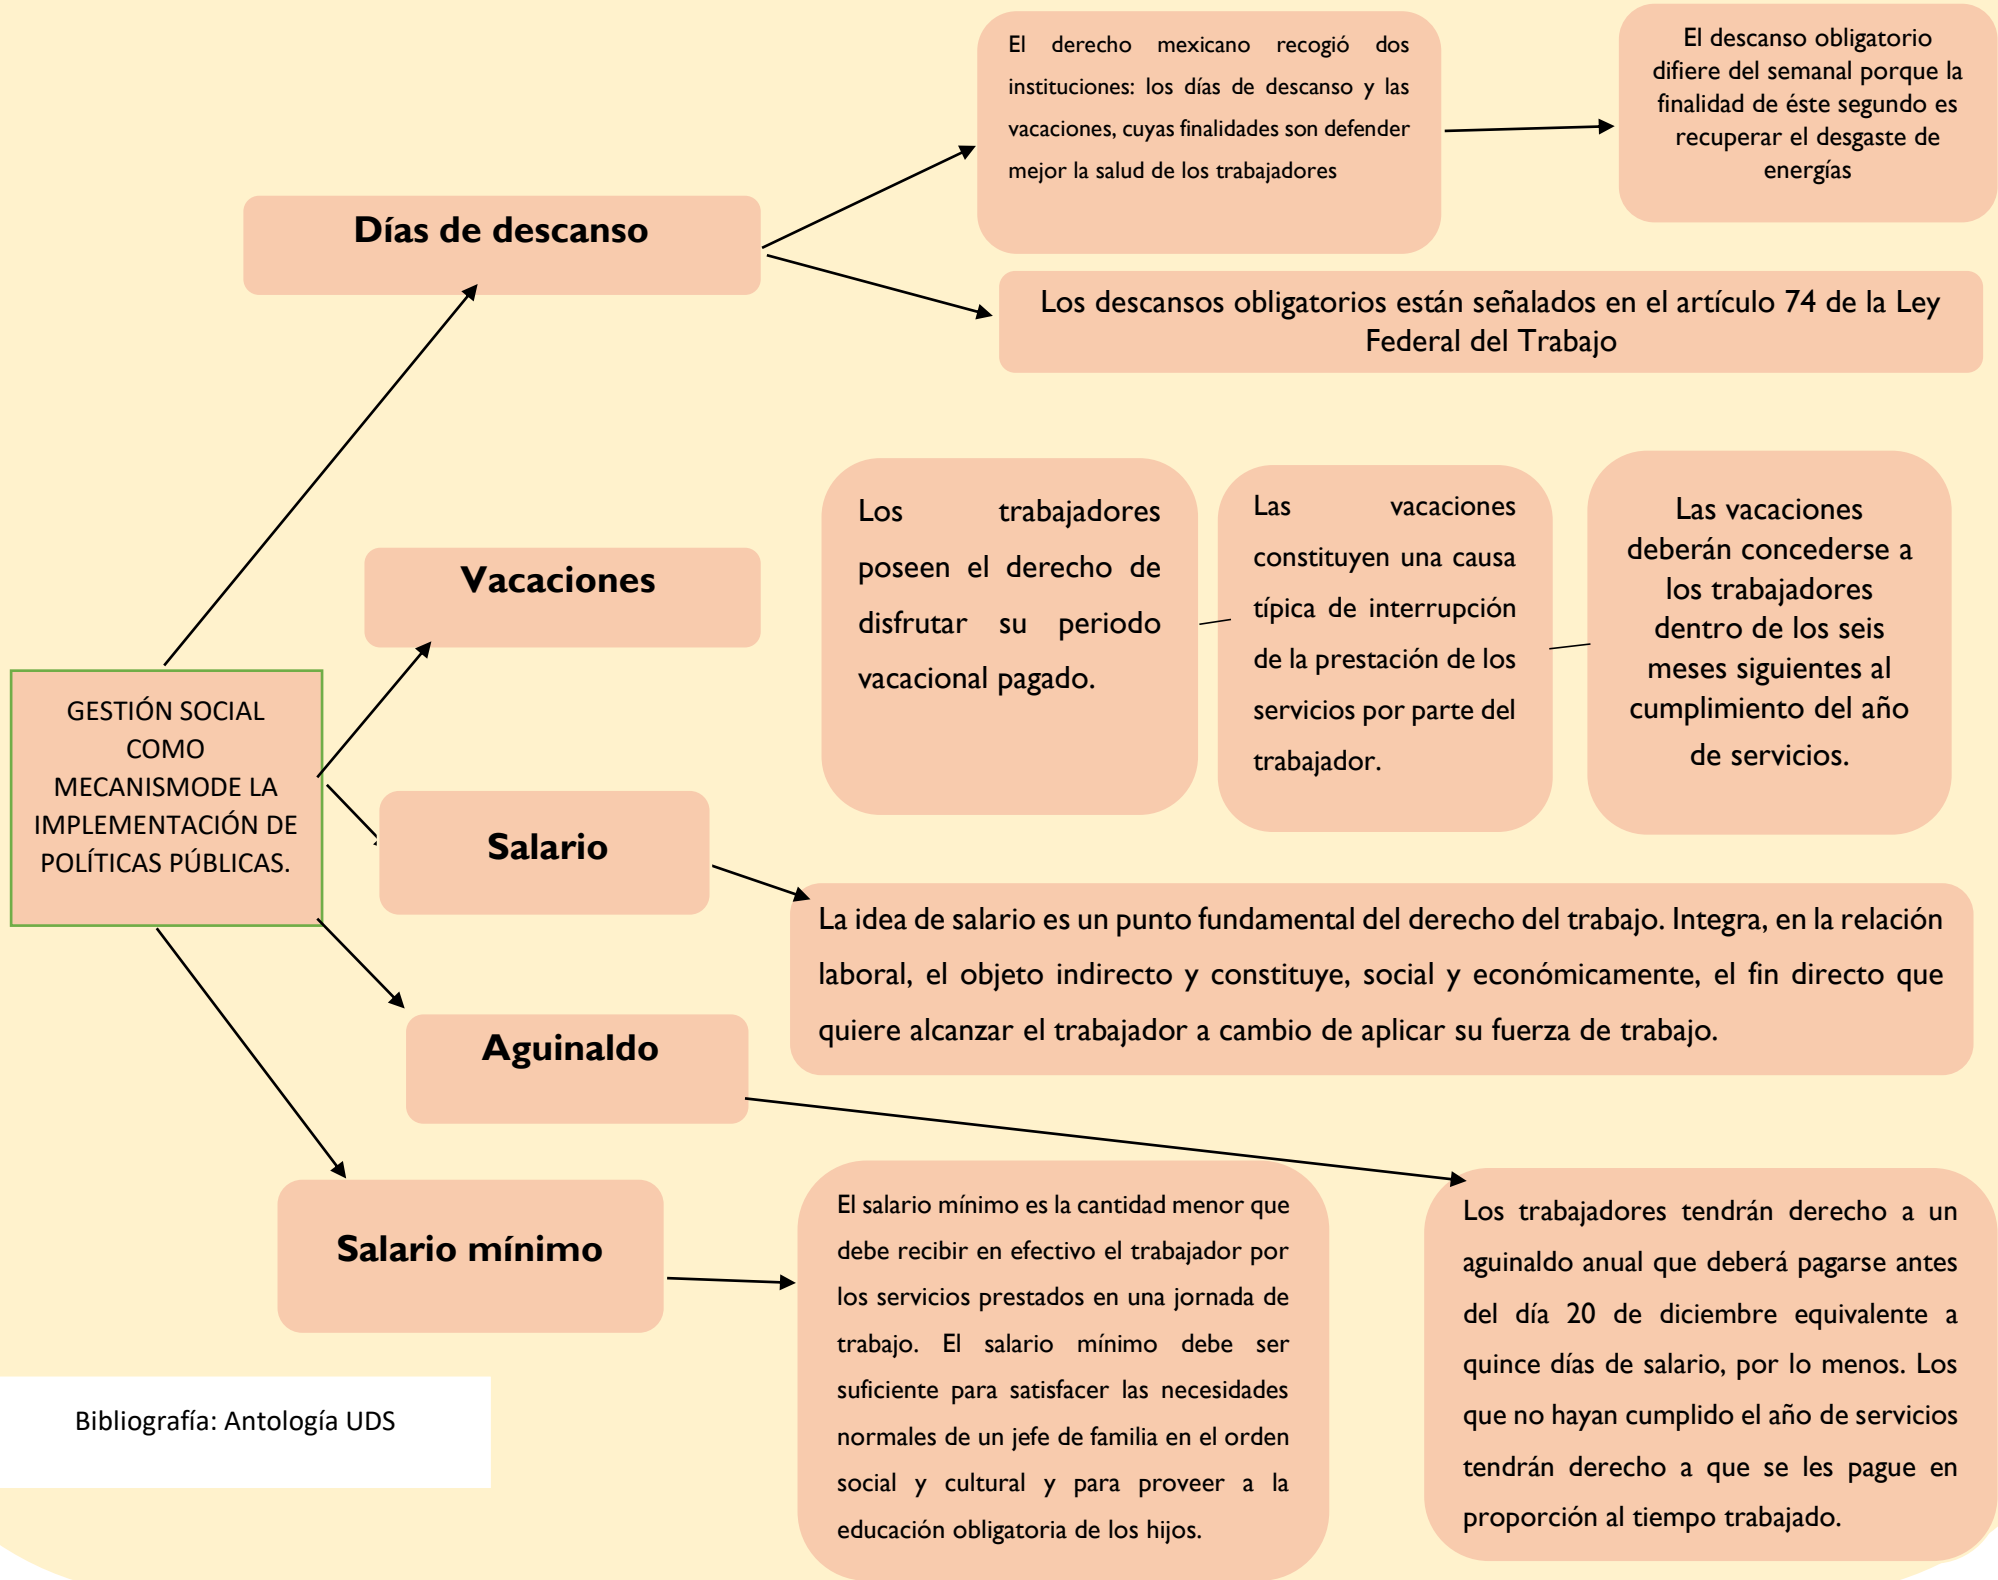 El derecho mexicano recogió dos
instituciones: los días de descanso y las
vacaciones, cuyas finalidades son defender
mejor la salud de los trabajadores
El descanso obligatorio
difiere del semanal porque la
finalidad de éste segundo es
recuperar el desgaste de
energías
Días de descanso
Los descansos obligatorios están señalados en el artículo 74 de la Ley
Federal del Trabajo
Vacaciones
Los trabajadores
poseen el derecho de
disfrutar su periodo
vacacional pagado.
Las vacaciones
constituyen una causa
típica de interrupción
de la prestación de los
servicios por parte del
trabajador.
Las vacaciones
deberán concederse a
los trabajadores
dentro de los seis
meses siguientes al
cumplimiento del año
de servicios.
GESTIÓN SOCIAL
COMO
MECANISMODE LA
IMPLEMENTACIÓN DE
POLÍTICAS PÚBLICAS.
Salario
La idea de salario es un punto fundamental del derecho del trabajo. Integra, en la relación
laboral, el objeto indirecto y constituye, social y económicamente, el fin directo que
quiere alcanzar el trabajador a cambio de aplicar su fuerza de trabajo.
Aguinaldo
Salario mínimo
El salario mínimo es la cantidad menor que
debe recibir en efectivo el trabajador por
los servicios prestados en una jornada de
trabajo. El salario mínimo debe ser
suficiente para satisfacer las necesidades
normales de un jefe de familia en el orden
social y cultural y para proveer a la
educación obligatoria de los hijos.
Los trabajadores tendrán derecho a un
aguinaldo anual que deberá pagarse antes
del día 20 de diciembre equivalente a
quince días de salario, por lo menos. Los
que no hayan cumplido el año de servicios
tendrán derecho a que se les pague en
proporción al tiempo trabajado.
Bibliografía: Antología UDS